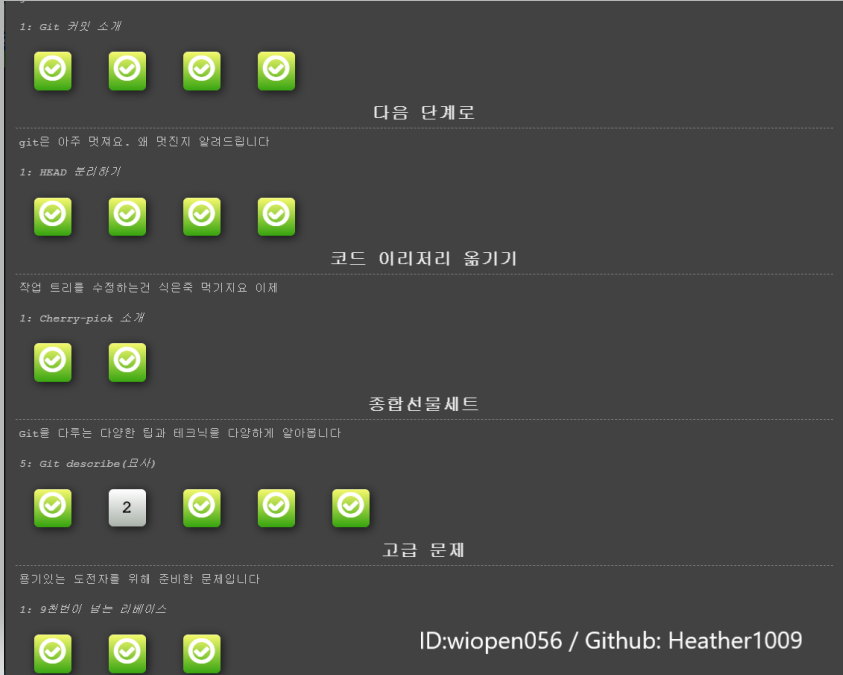 1: Git 커밋 소개
다음 단계로
git은 아주 멋져요. 왜 멋진지 알려드립니다
1: HEAD 분리하기
코드 이리저리 옮기기
작업 트리를 수정하는건 식은죽 먹기지요 이제
1: Cherry-pick 소개
종합선물세트
Git을 다루는 다양한 팁과 테크닉을 다양하게 알아봅니다
5: Git describe(묘사)
2
고급 문제
용기있는 도전자를 위해 준비한 문제입니다
1: 9천번이 넘는 리베이스
ID:wiopen056 / Github: Heather1009